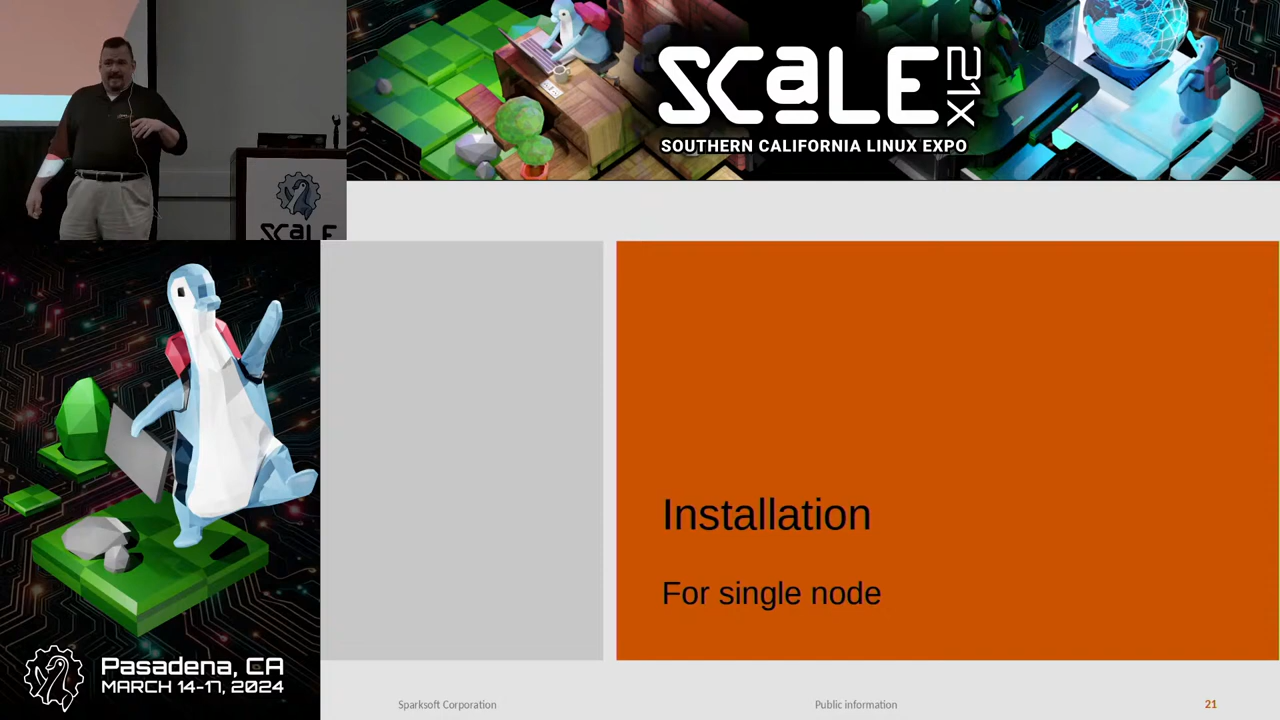 SCALE 21X
SOUTHERN CALIFORNIA LINUX EXPO
SCALE
Installation
For single node
Pasadena, CA
MARCH 14-17, 2024
Sparksoft Corporation
Public information
21